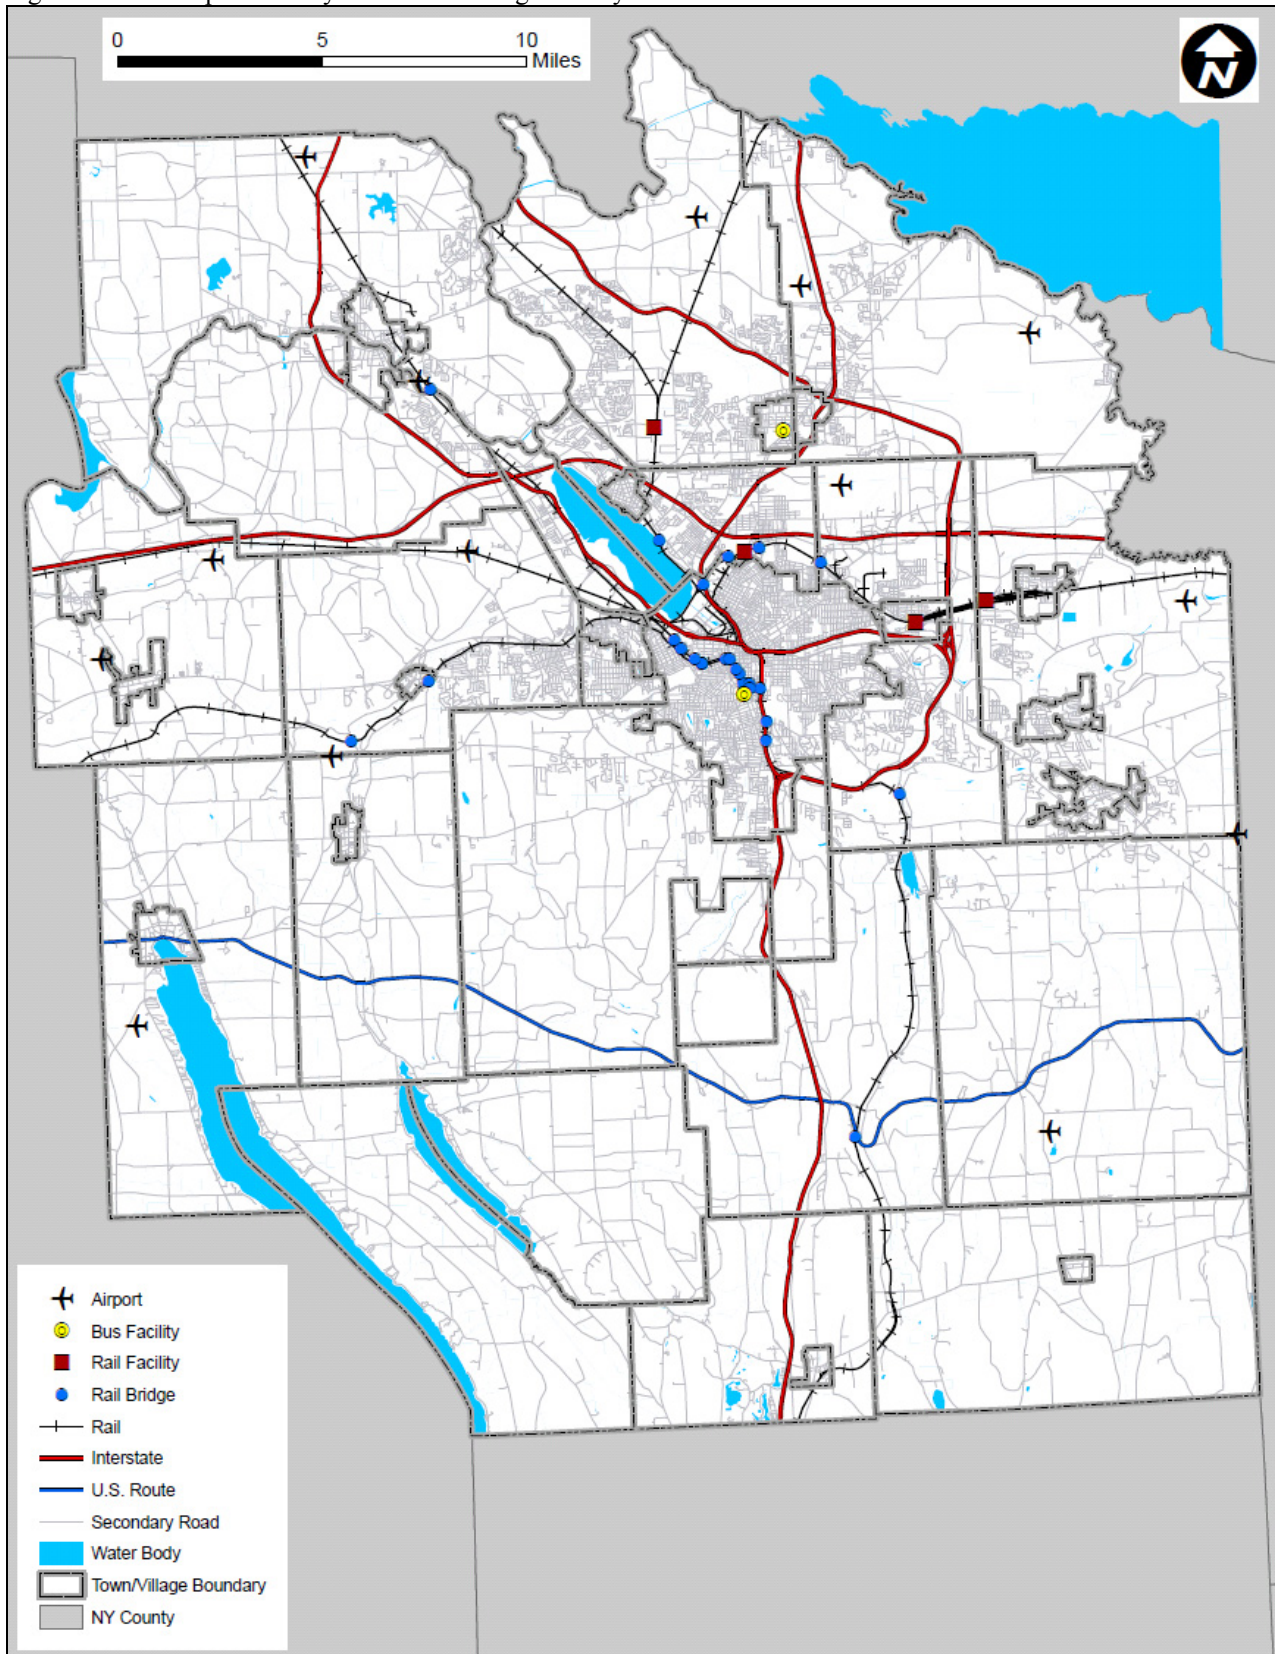 0 5 10
Miles
N
Airport
Bus Facility
Rail Facility
Rail Bridge
Rail
Interstate
U.S. Route
Secondary Road
Water Body
Town/Village Boundary
NY County